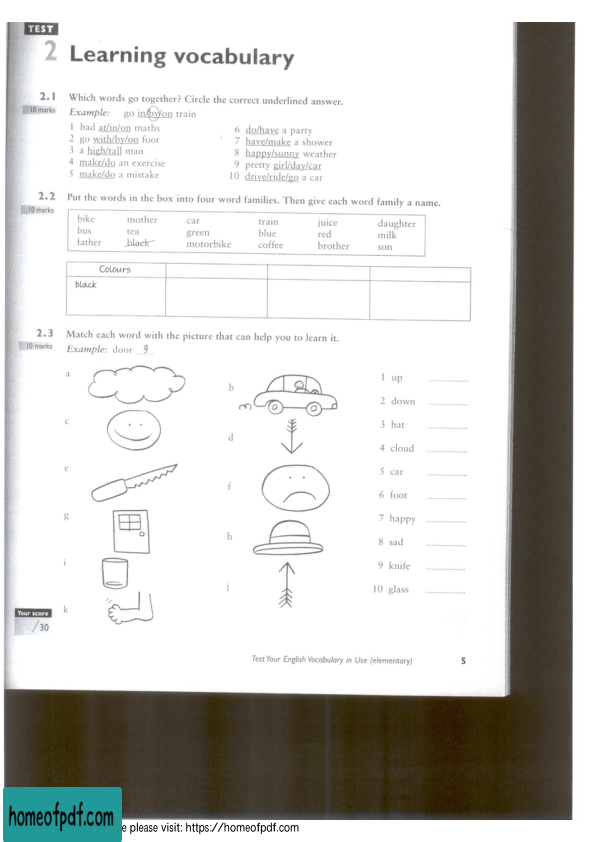 TEST
2 Learning vocabulary
2.1 Which words go together? Circle the correct underlined answer.
10 marks Example: go in/by/on train
1 bad at/in/on maths
2 go with/by/on foot
3 a high/tall man
4 make/do an exercise
5 make/do a mistake
6 do/have a party
7 have/make a shower
8 happy/sunny weather
9 pretty girl/day/car
10 drive/ride/go a car
2.2 Put the words in the box into four word families. Then give each word family a name.
10 marks
bike mother car train juice daughter
bus tea green blue red milk
father black motorbike coffee brother son
Colours
black
2.3 Match each word with the picture that can help you to learn it.
10 marks Example: door g
a
b
c
d
e
f
g
h
i
j
k
1 up
2 down
3 hat
4 cloud
5 car
6 foot
7 happy
8 sad
9 knife
10 glass
Your score
/30
Test Your English Vocabulary in Use (elementary) 5
homeofpdf.com
e please visit: https://homeofpdf.com